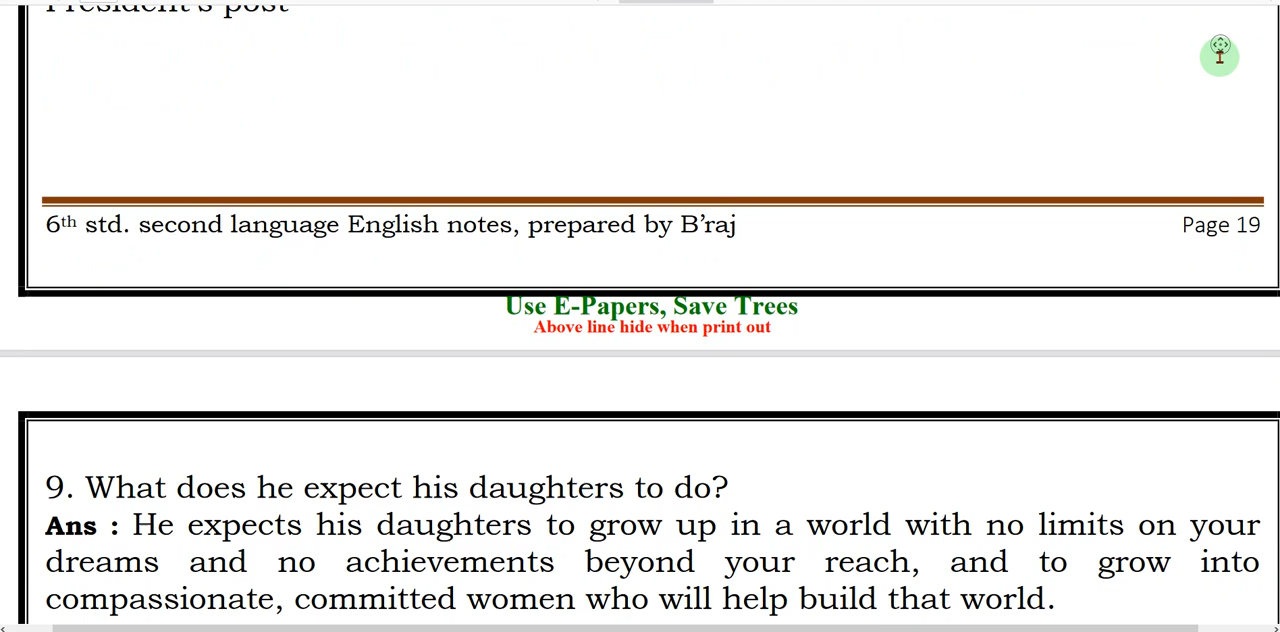 President's post
6th std. second language English notes, prepared by B'raj
Page 19
Use E-Papers, Save Trees
Above line hide when print out
9. What does he expect his daughters to do?
Ans : He expects his daughters to grow up in a world with no limits on your
dreams and no achievements beyond your reach, and to grow into
compassionate, committed women who will help build that world.